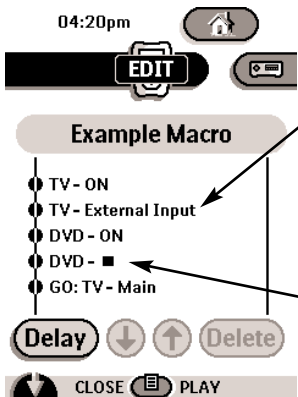 04:20pm
EDIT
Example Macro
TV - ON
TV - External Input
DVD - ON
DVD - ■
GO: TV - Main
Delay Delete
CLOSE PLAY